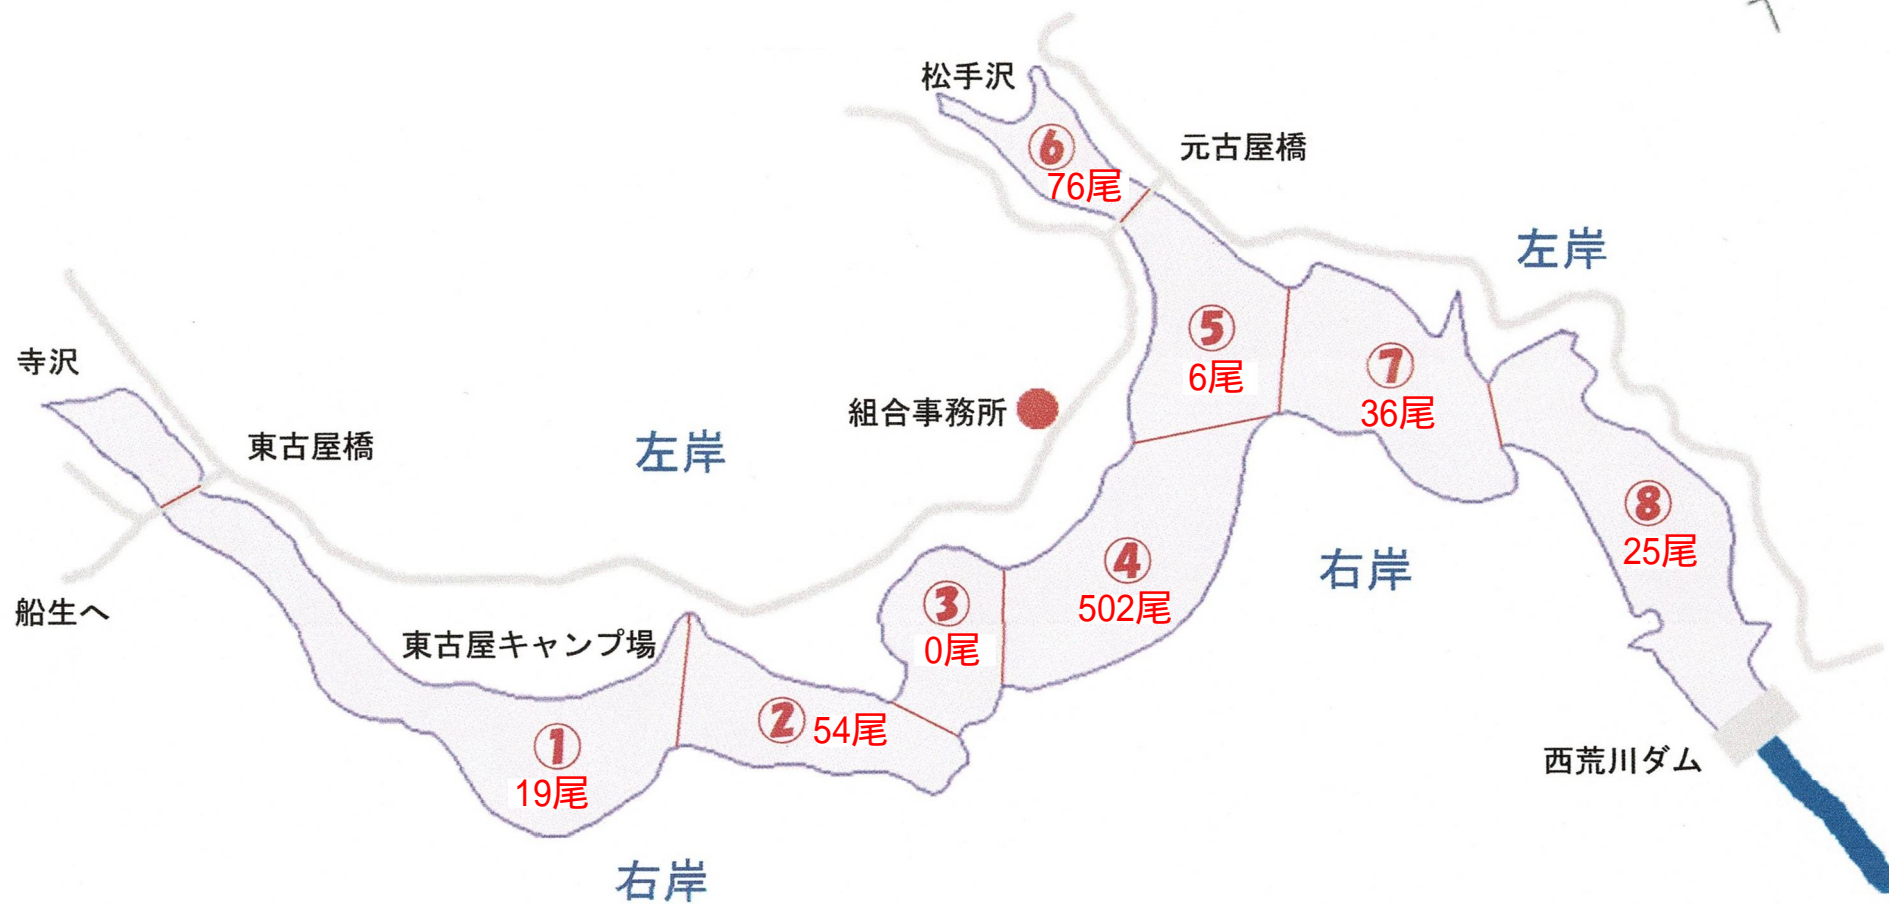 松手沢
⑥
76尾
元古屋橋
左岸
⑤
6尾
⑦
36尾
寺沢
組合事務所
東古屋橋
左岸
⑧
25尾
右岸
④
502尾
③
0尾
船生へ
東古屋キャンプ場
②
54尾
①
19尾
西荒川ダム
右岸